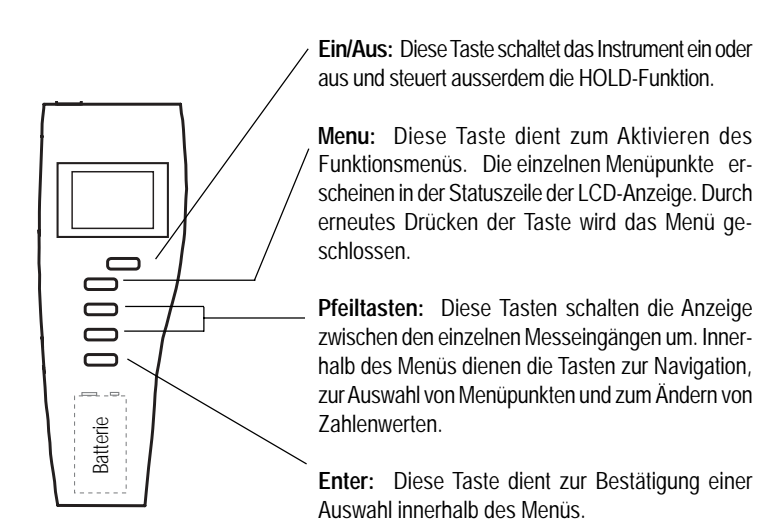 Ein/Aus: Diese Taste schaltet das Instrument ein oder
aus und steuert ausserdem die HOLD-Funktion.
Menu: Diese Taste dient zum Aktivieren des
Funktionsmenüs. Die einzelnen Menüpunkte er-
scheinen in der Statuszeile der LCD-Anzeige. Durch
erneutes Drücken der Taste wird das Menü ge-
schlossen.
Pfeiltasten: Diese Tasten schalten die Anzeige
zwischen den einzelnen Messeingängen um. Inner-
halb des Menüs dienen die Tasten zur Navigation,
zur Auswahl von Menüpunkten und zum Ändern von
Zahlenwerten.
Enter: Diese Taste dient zur Bestätigung einer
Auswahl innerhalb des Menüs.
Batterie